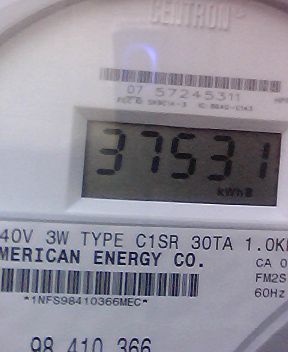 CENTRON
07 57245311
37531
kWh
40V 3W TYPE C1SR 30TA 1.0K
MERICAN ENERGY CO.
CA 0
FM2S
*1NFS98410366MEC*
60Hz
98 410 366